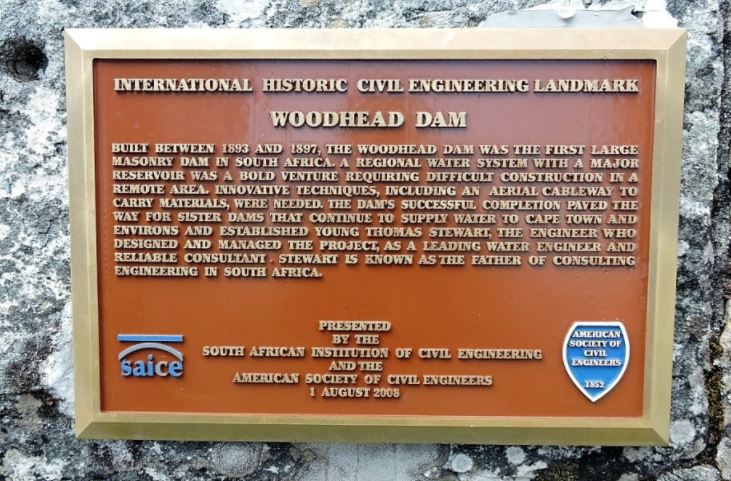 INTERNATIONAL HISTORIC CIVIL ENGINEERING LANDMARK
WOODHEAD DAM
BUILT BETWEEN 1893 AND 1897, THE WOODHEAD DAM WAS THE FIRST LARGE
MASONRY DAM IN SOUTH AFRICA. A REGIONAL WATER SYSTEM WITH A MAJOR
RESERVOIR WAS A BOLD VENTURE REQUIRING DIFFICULT CONSTRUCTION IN A
REMOTE AREA. INNOVATIVE TECHNIQUES, INCLUDING AN AERIAL CABLEWAY TO
CARRY MATERIALS, WERE NEEDED. THE DAM'S SUCCESSFUL COMPLETION PAVED THE
WAY FOR SISTER DAMS THAT CONTINUE TO SUPPLY WATER TO CAPE TOWN AND
ENVIRONS AND ESTABLISHED YOUNG THOMAS STEWART, THE ENGINEER WHO
DESIGNED AND MANAGED THE PROJECT, AS A LEADING WATER ENGINEER AND
RELIABLE CONSULTANT. STEWART IS KNOWN AS THE FATHER OF CONSULTING
ENGINEERING IN SOUTH AFRICA.
PRESENTED
BY THE
SOUTH AFRICAN INSTITUTION OF CIVIL ENGINEERING
AND THE
AMERICAN SOCIETY OF CIVIL ENGINEERS
1 AUGUST 2008
saice
AMERICAN
SOCIETY OF
CIVIL
ENGINEERS
1852